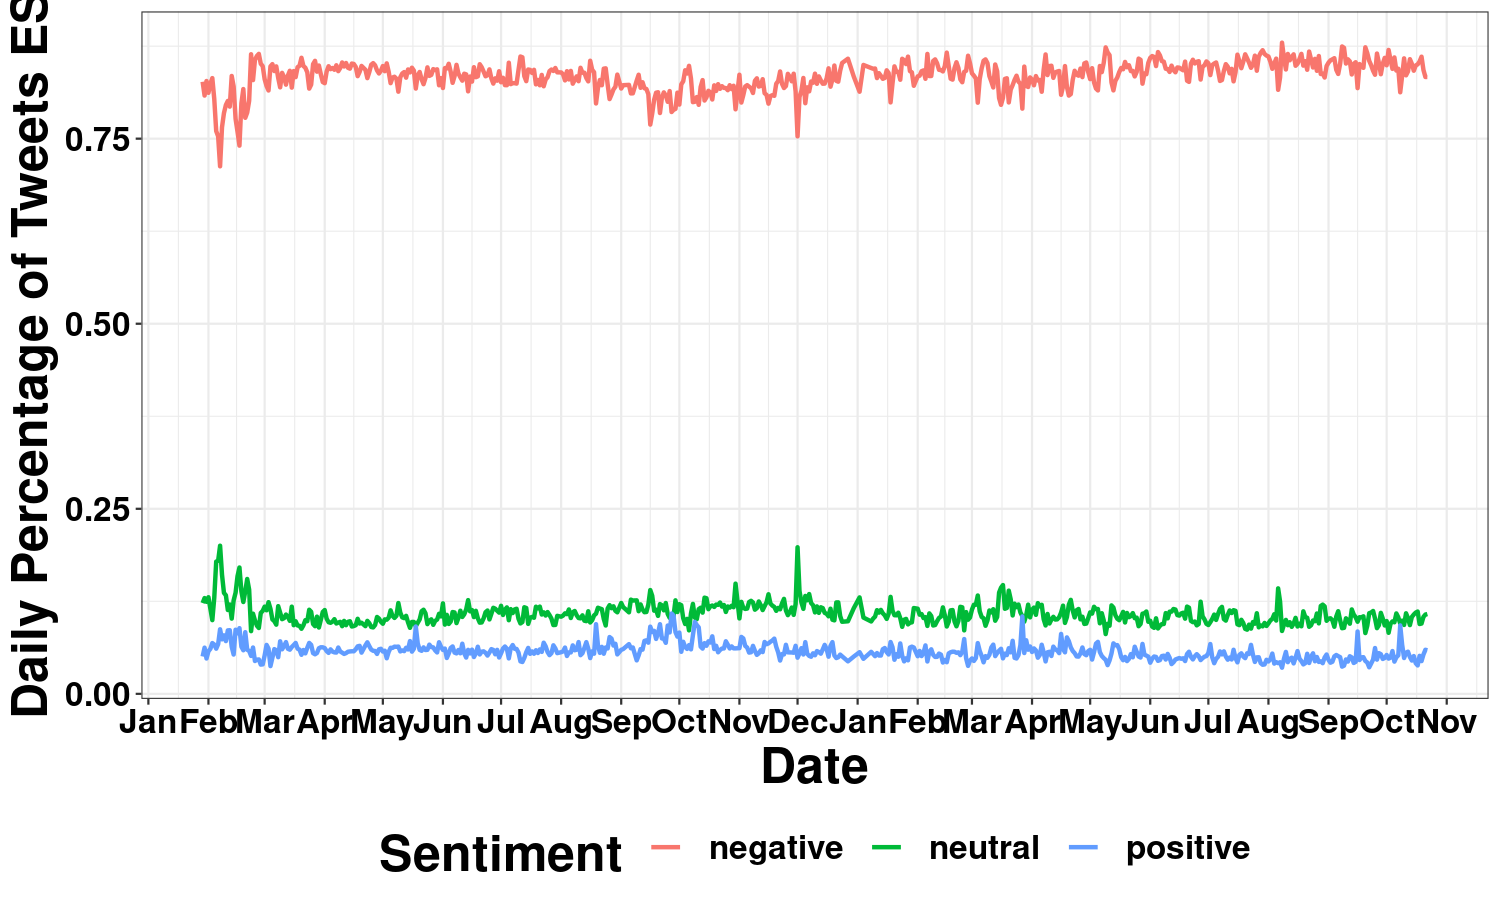 Daily Percentage of Tweets ES
0.75
0.50
0.25
0.00
Jan Feb Mar Apr May Jun Jul Aug Sep Oct Nov Dec Jan Feb Mar Apr May Jun Jul Aug Sep Oct Nov
Date
Sentiment negative neutral positive